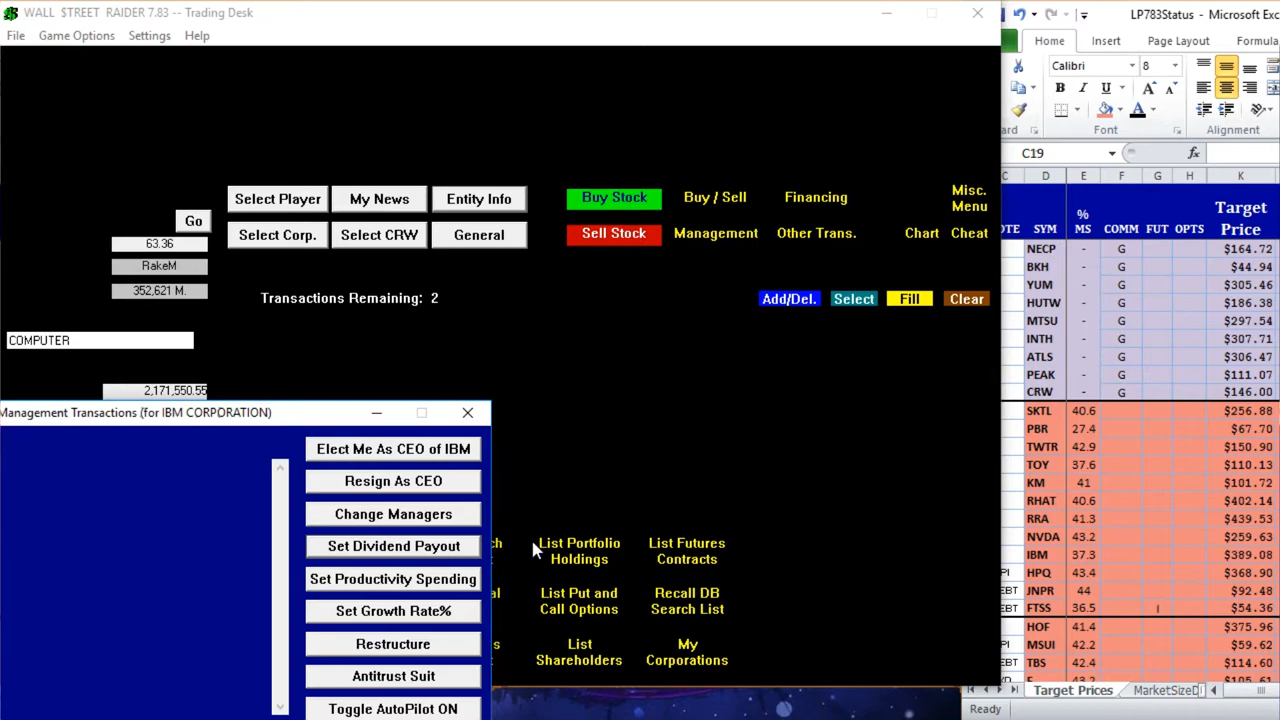 WALL $TREET RAIDER 7.83 -- Trading Desk
File Game Options Settings Help
Select Player My News Entity Info
Select Corp. Select CRW General
Buy Stock Buy / Sell Financing
Misc.
Menu
Sell Stock Management Other Trans. Chart Cheat
Go
63.36
RakeM
352,621 M.
Transactions Remaining: 2
Add/Del. Select Fill Clear
COMPUTER
2,171,550.55
Management Transactions (for IBM CORPORATION)
Elect Me As CEO of IBM
Resign As CEO
Change Managers
Set Dividend Payout
Set Productivity Spending
Set Growth Rate%
Restructure
Antitrust Suit
Toggle AutoPilot ON
ch
al
s
List Portfolio
Holdings
List Futures
Contracts
List Put and
Call Options
Recall DB
Search List
List
Shareholders
My
Corporations
LP783Status - Microsoft Exc
Home Insert Page Layout Formula
Calibri 8
B I U A A
A
ard Font Alignment
C19 fx
C D E F G H K
OTE SYM % MS COMM FUT OPTS Target Price
NECP - G $164.72
BKH - G $44.94
YUM - G $305.46
HUTW - G $186.38
MTSU - G $297.54
INTH - G $307.71
ATLS - G $306.47
PEAK - G $111.07
CRW - G $146.00
SKTL 40.6 $256.88
PBR 27.4 $67.70
TWTR 42.9 $150.90
TOY 37.6 $110.13
KM 41 $101.72
RHAT 40.6 $402.14
RRA 41.3 $439.53
NVDA 43.2 $259.63
IBM 37.3 $389.08
PI HPQ 43.4 $368.90
EBT JNPR 44 $92.48
EBT FTSS 36.5 I $54.36
HOF 41.4 $375.96
MSUI 42.2 $59.62
EBT TBS 42.4 $114.60
Target Prices MarketSizeD
Ready